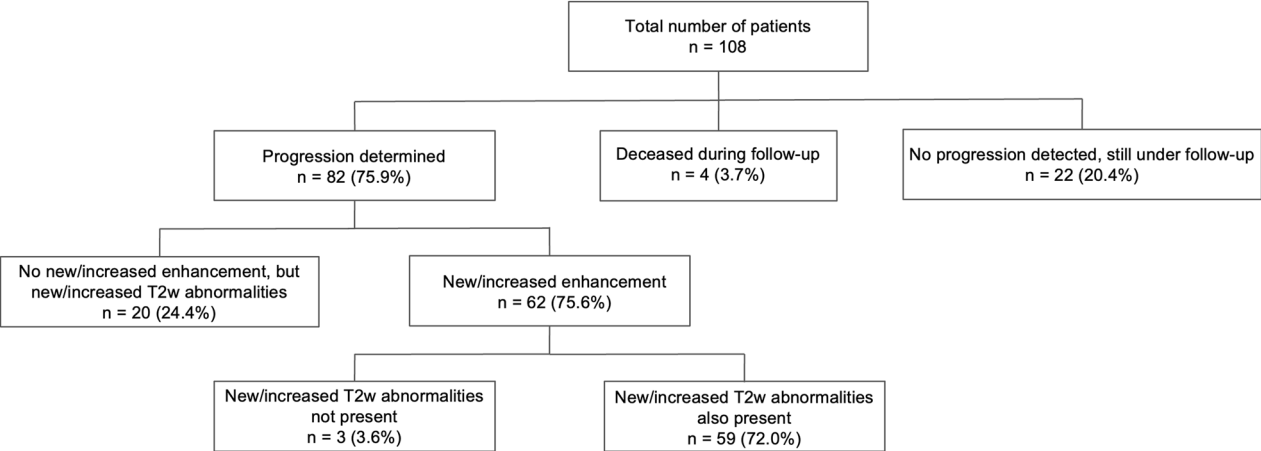 Total number of patients
n = 108
Progression determined
n = 82 (75.9%)
Deceased during follow-up
n = 4 (3.7%)
No progression detected, still under follow-up
n = 22 (20.4%)
No new/increased enhancement, but
new/increased T2w abnormalities
n = 20 (24.4%)
New/increased enhancement
n = 62 (75.6%)
New/increased T2w abnormalities
not present
n = 3 (3.6%)
New/increased T2w abnormalities
also present
n = 59 (72.0%)